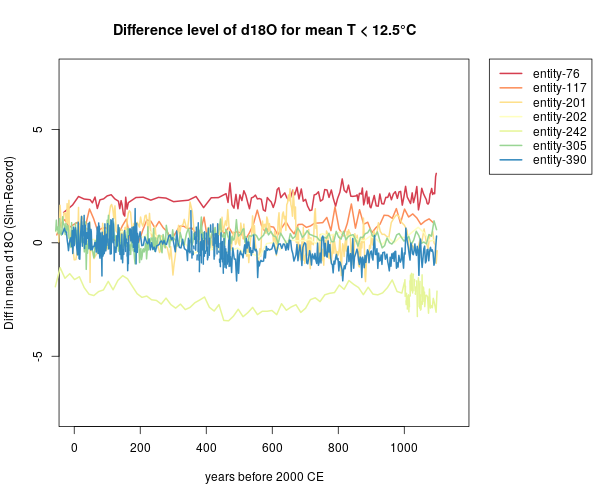 Difference level of d18O for mean T < 12.5°C
entity-76
entity-117
entity-201
entity-202
entity-242
entity-305
entity-390
Diff in mean d18O (Sim-Record)
5
0
-5
0
200
400
600
800
1000
years before 2000 CE